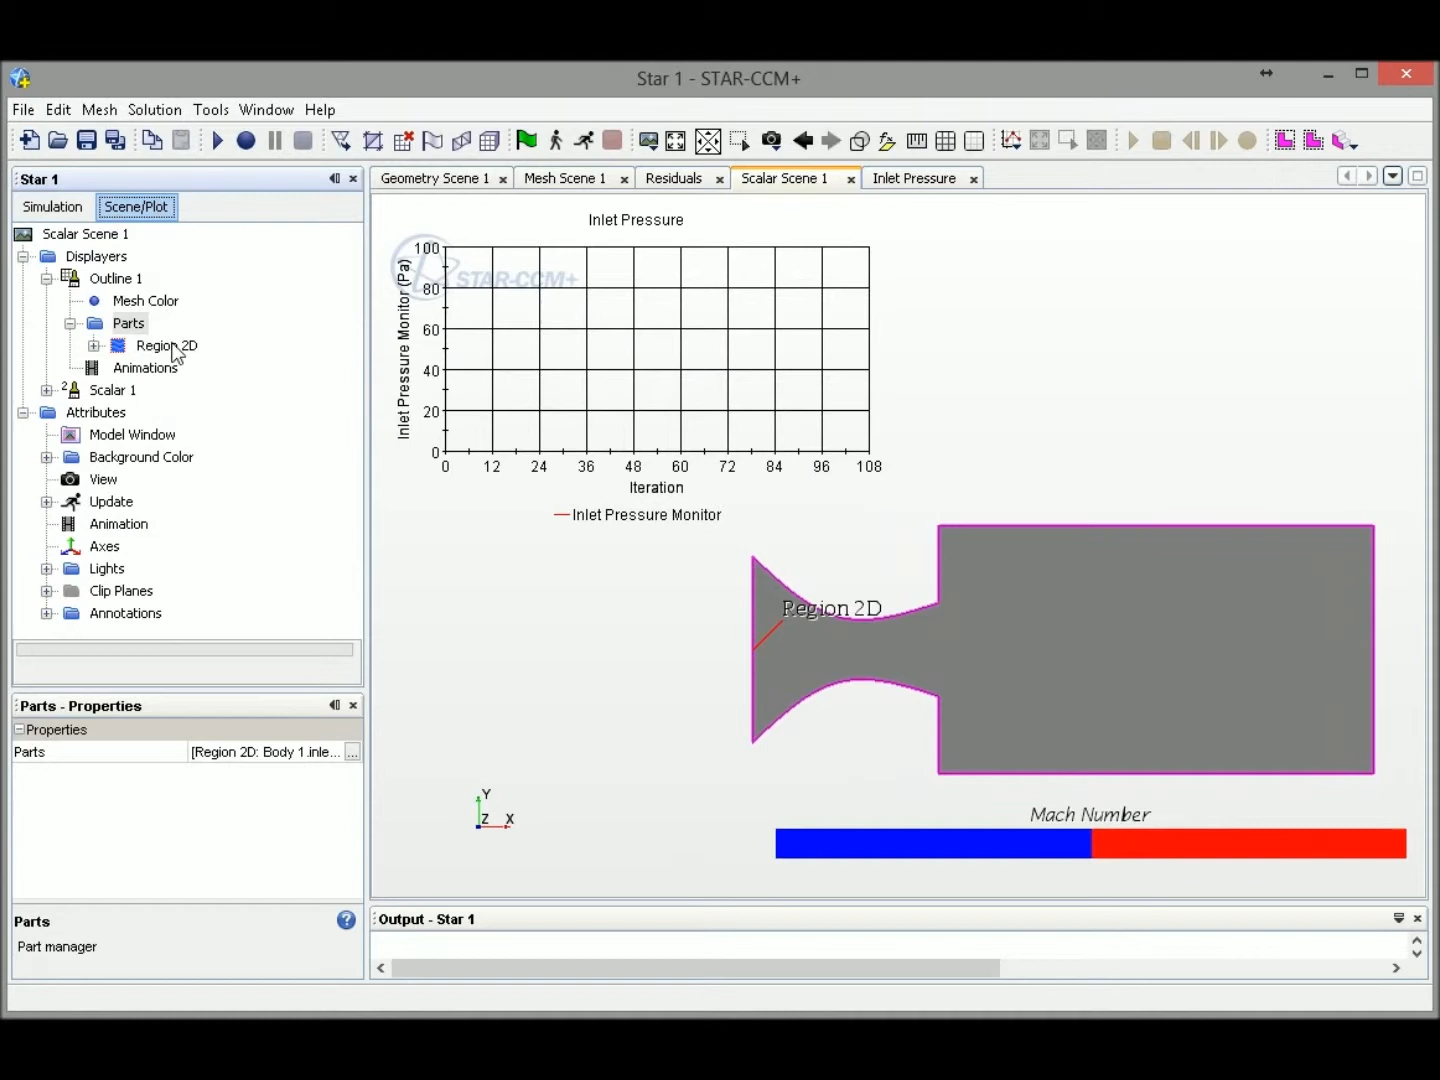 Star 1 - STAR-CCM+
File Edit Mesh Solution Tools Window Help
Star 1
Simulation Scene/Plot
Scalar Scene 1
Displayers
Outline 1
Mesh Color
Parts
Region 2D
Animations
Scalar 1
Attributes
Model Window
Background Color
View
Update
Animation
Axes
Lights
Clip Planes
Annotations
Parts - Properties
Properties
Parts [Region 2D: Body 1.inle... ...
Parts
Part manager
Geometry Scene 1 Mesh Scene 1 Residuals Scalar Scene 1 Inlet Pressure
Inlet Pressure
STAR-CCM+
Inlet Pressure Monitor (Pa)
100
80
60
40
20
0
0 12 24 36 48 60 72 84 96 108
Iteration
Inlet Pressure Monitor
Region 2D
Y
Z X
Mach Number
Output - Star 1